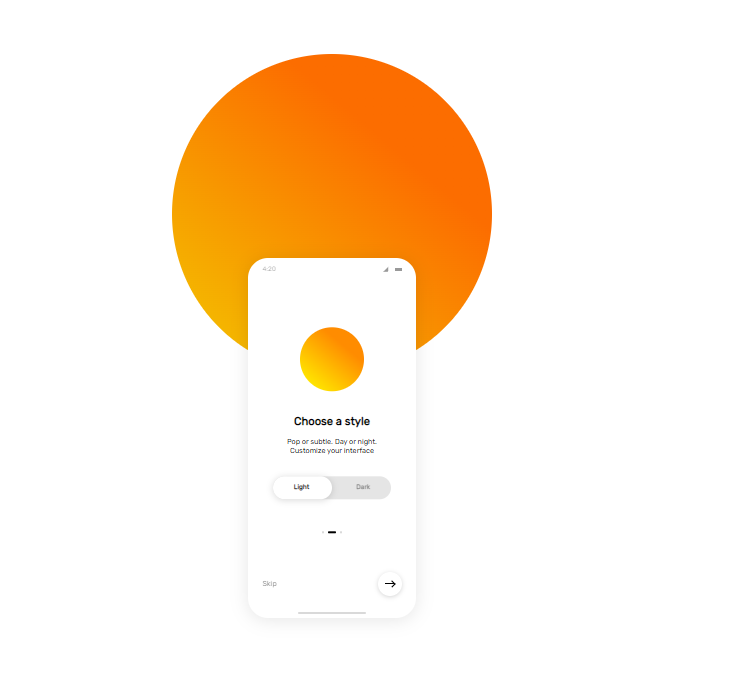 4:20
Choose a style
Pop or subtle. Day or night.
Customize your interface
Light
Dark
Skip